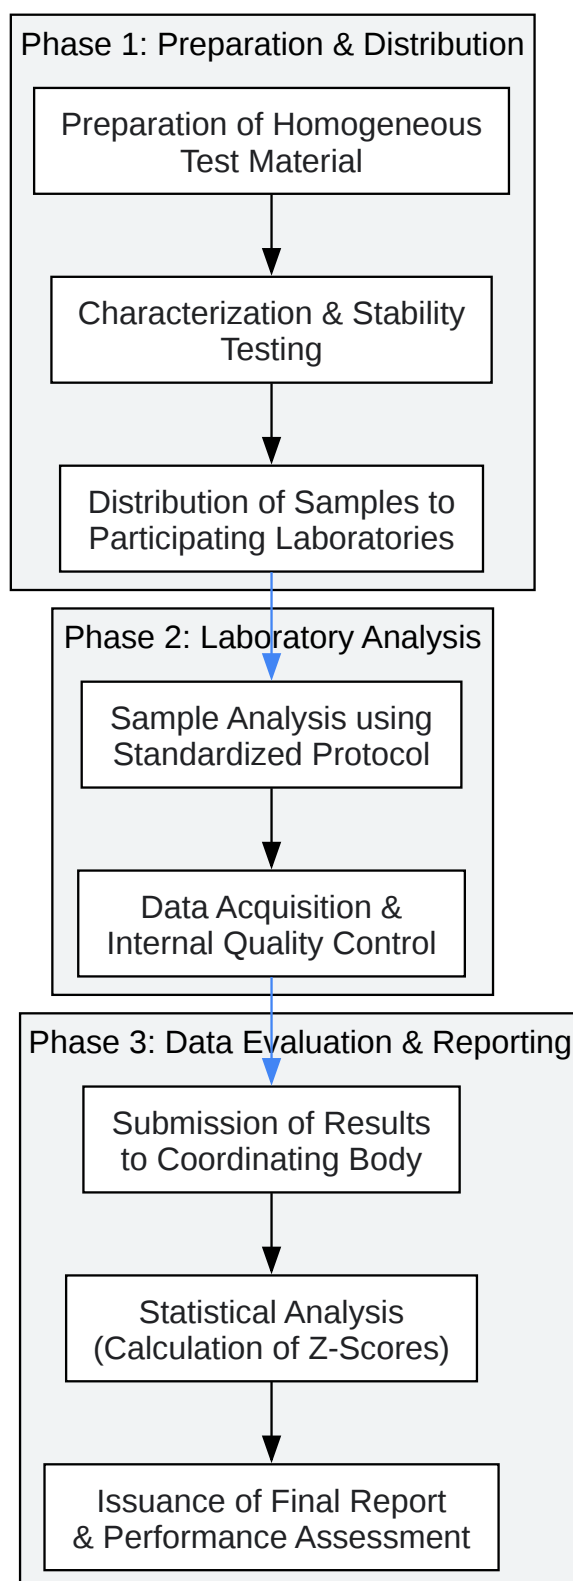 Phase 1: Preparation & Distribution
Preparation of Homogeneous
Test Material
Characterization & Stability
Testing
Distribution of Samples to
Participating Laboratories
Phase 2: Laboratory Analysis
Sample Analysis using
Standardized Protocol
Data Acquisition &
Internal Quality Control
Phase 3: Data Evaluation & Reporting
Submission of Results
to Coordinating Body
Statistical Analysis
(Calculation of Z-Scores)
Issuance of Final Report
& Performance Assessment